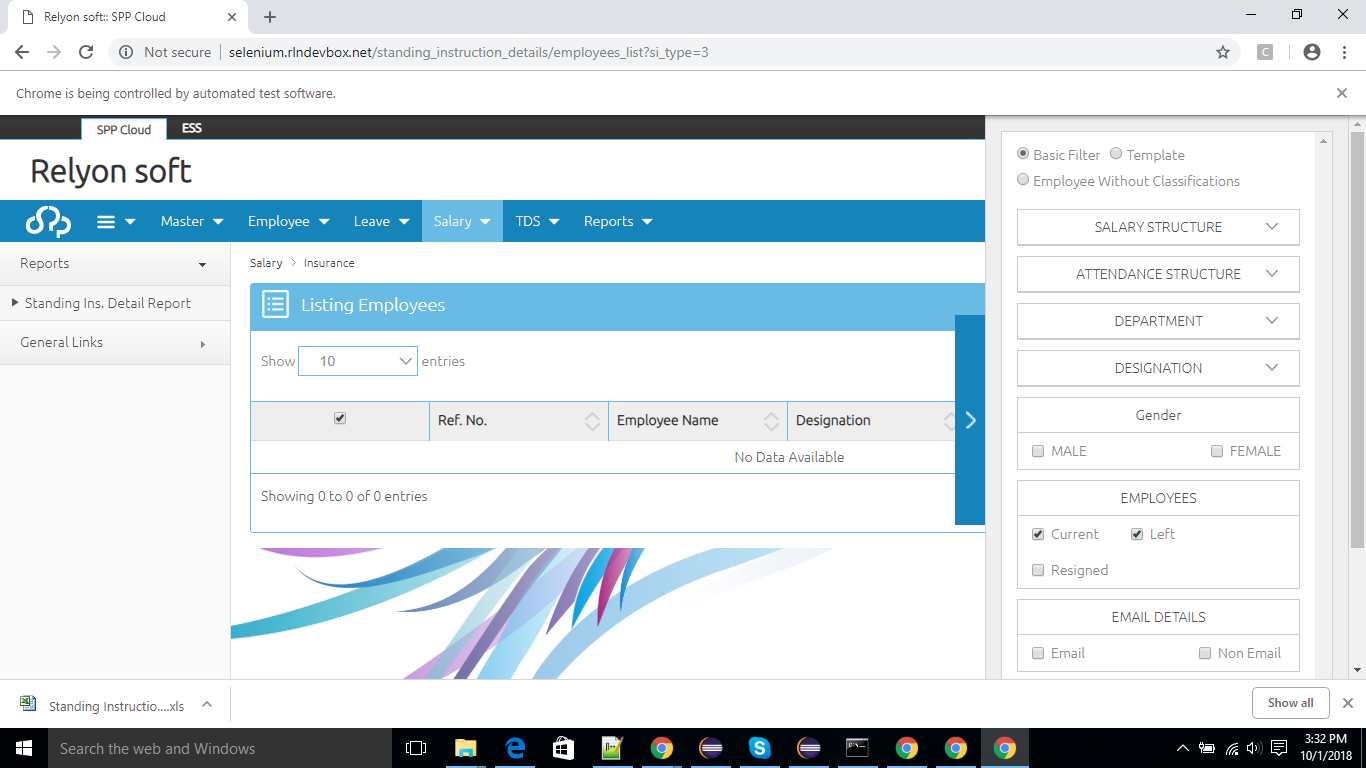 Relyon soft:: SPP Cloud
Not secure
selenium.rlndevbox.net/standing_instruction_details/employees_list?si_type=3
C
Chrome is being controlled by automated test software.
SPP Cloud
ESS
Relyon soft
Master
Employee
Leave
Salary
TDS
Reports
Reports
Standing Ins. Detail Report
General Links
Salary > Insurance
Listing Employees
Show 10 entries
Ref. No.
Employee Name
Designation
No Data Available
Showing 0 to 0 of 0 entries
Basic Filter
Template
Employee Without Classifications
SALARY STRUCTURE
ATTENDANCE STRUCTURE
DEPARTMENT
DESIGNATION
Gender
MALE
FEMALE
EMPLOYEES
Current
Left
Resigned
EMAIL DETAILS
Email
Non Email
Standing Instructio....xls
Show all
Search the web and Windows
3:32 PM
10/1/2018